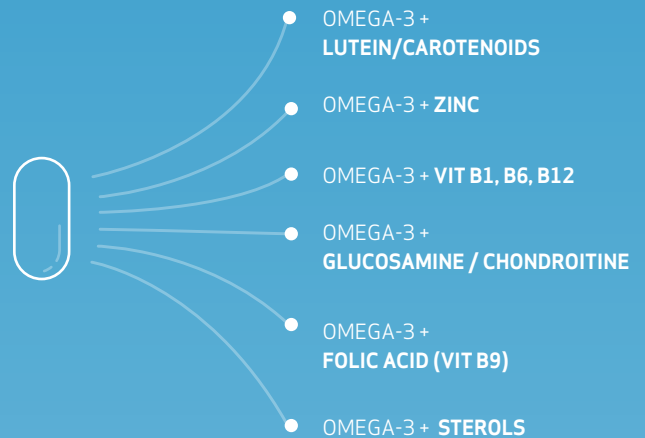 OMEGA-3 +
LUTEIN/CAROTENOIDS
OMEGA-3 + ZINC
OMEGA-3 + VIT B1, B6, B12
OMEGA-3 +
GLUCOSAMINE / CHONDROITINE
OMEGA-3 +
FOLIC ACID (VIT B9)
OMEGA-3 + STEROLS